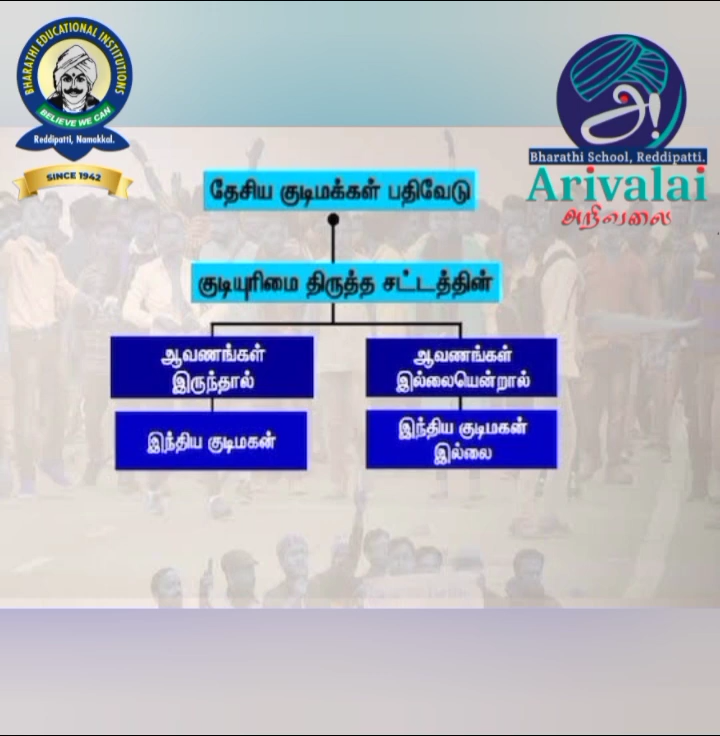 BHARATHI EDUCATIONAL INSTITUTIONS
BELIEVE WE CAN
Reddipatti, Namakkal.
SINCE 1942
அ!
Bharathi School, Reddipatti.
Arivalai
அறிவலை
தேசிய குடிமக்கள் பதிவேடு
குடியுரிமை திருத்த சட்டத்தின்
ஆவணங்கள்
இருந்தால்
ஆவணங்கள்
இல்லையென்றால்
இந்திய குடிமகன்
இந்திய குடிமகன்
இல்லை